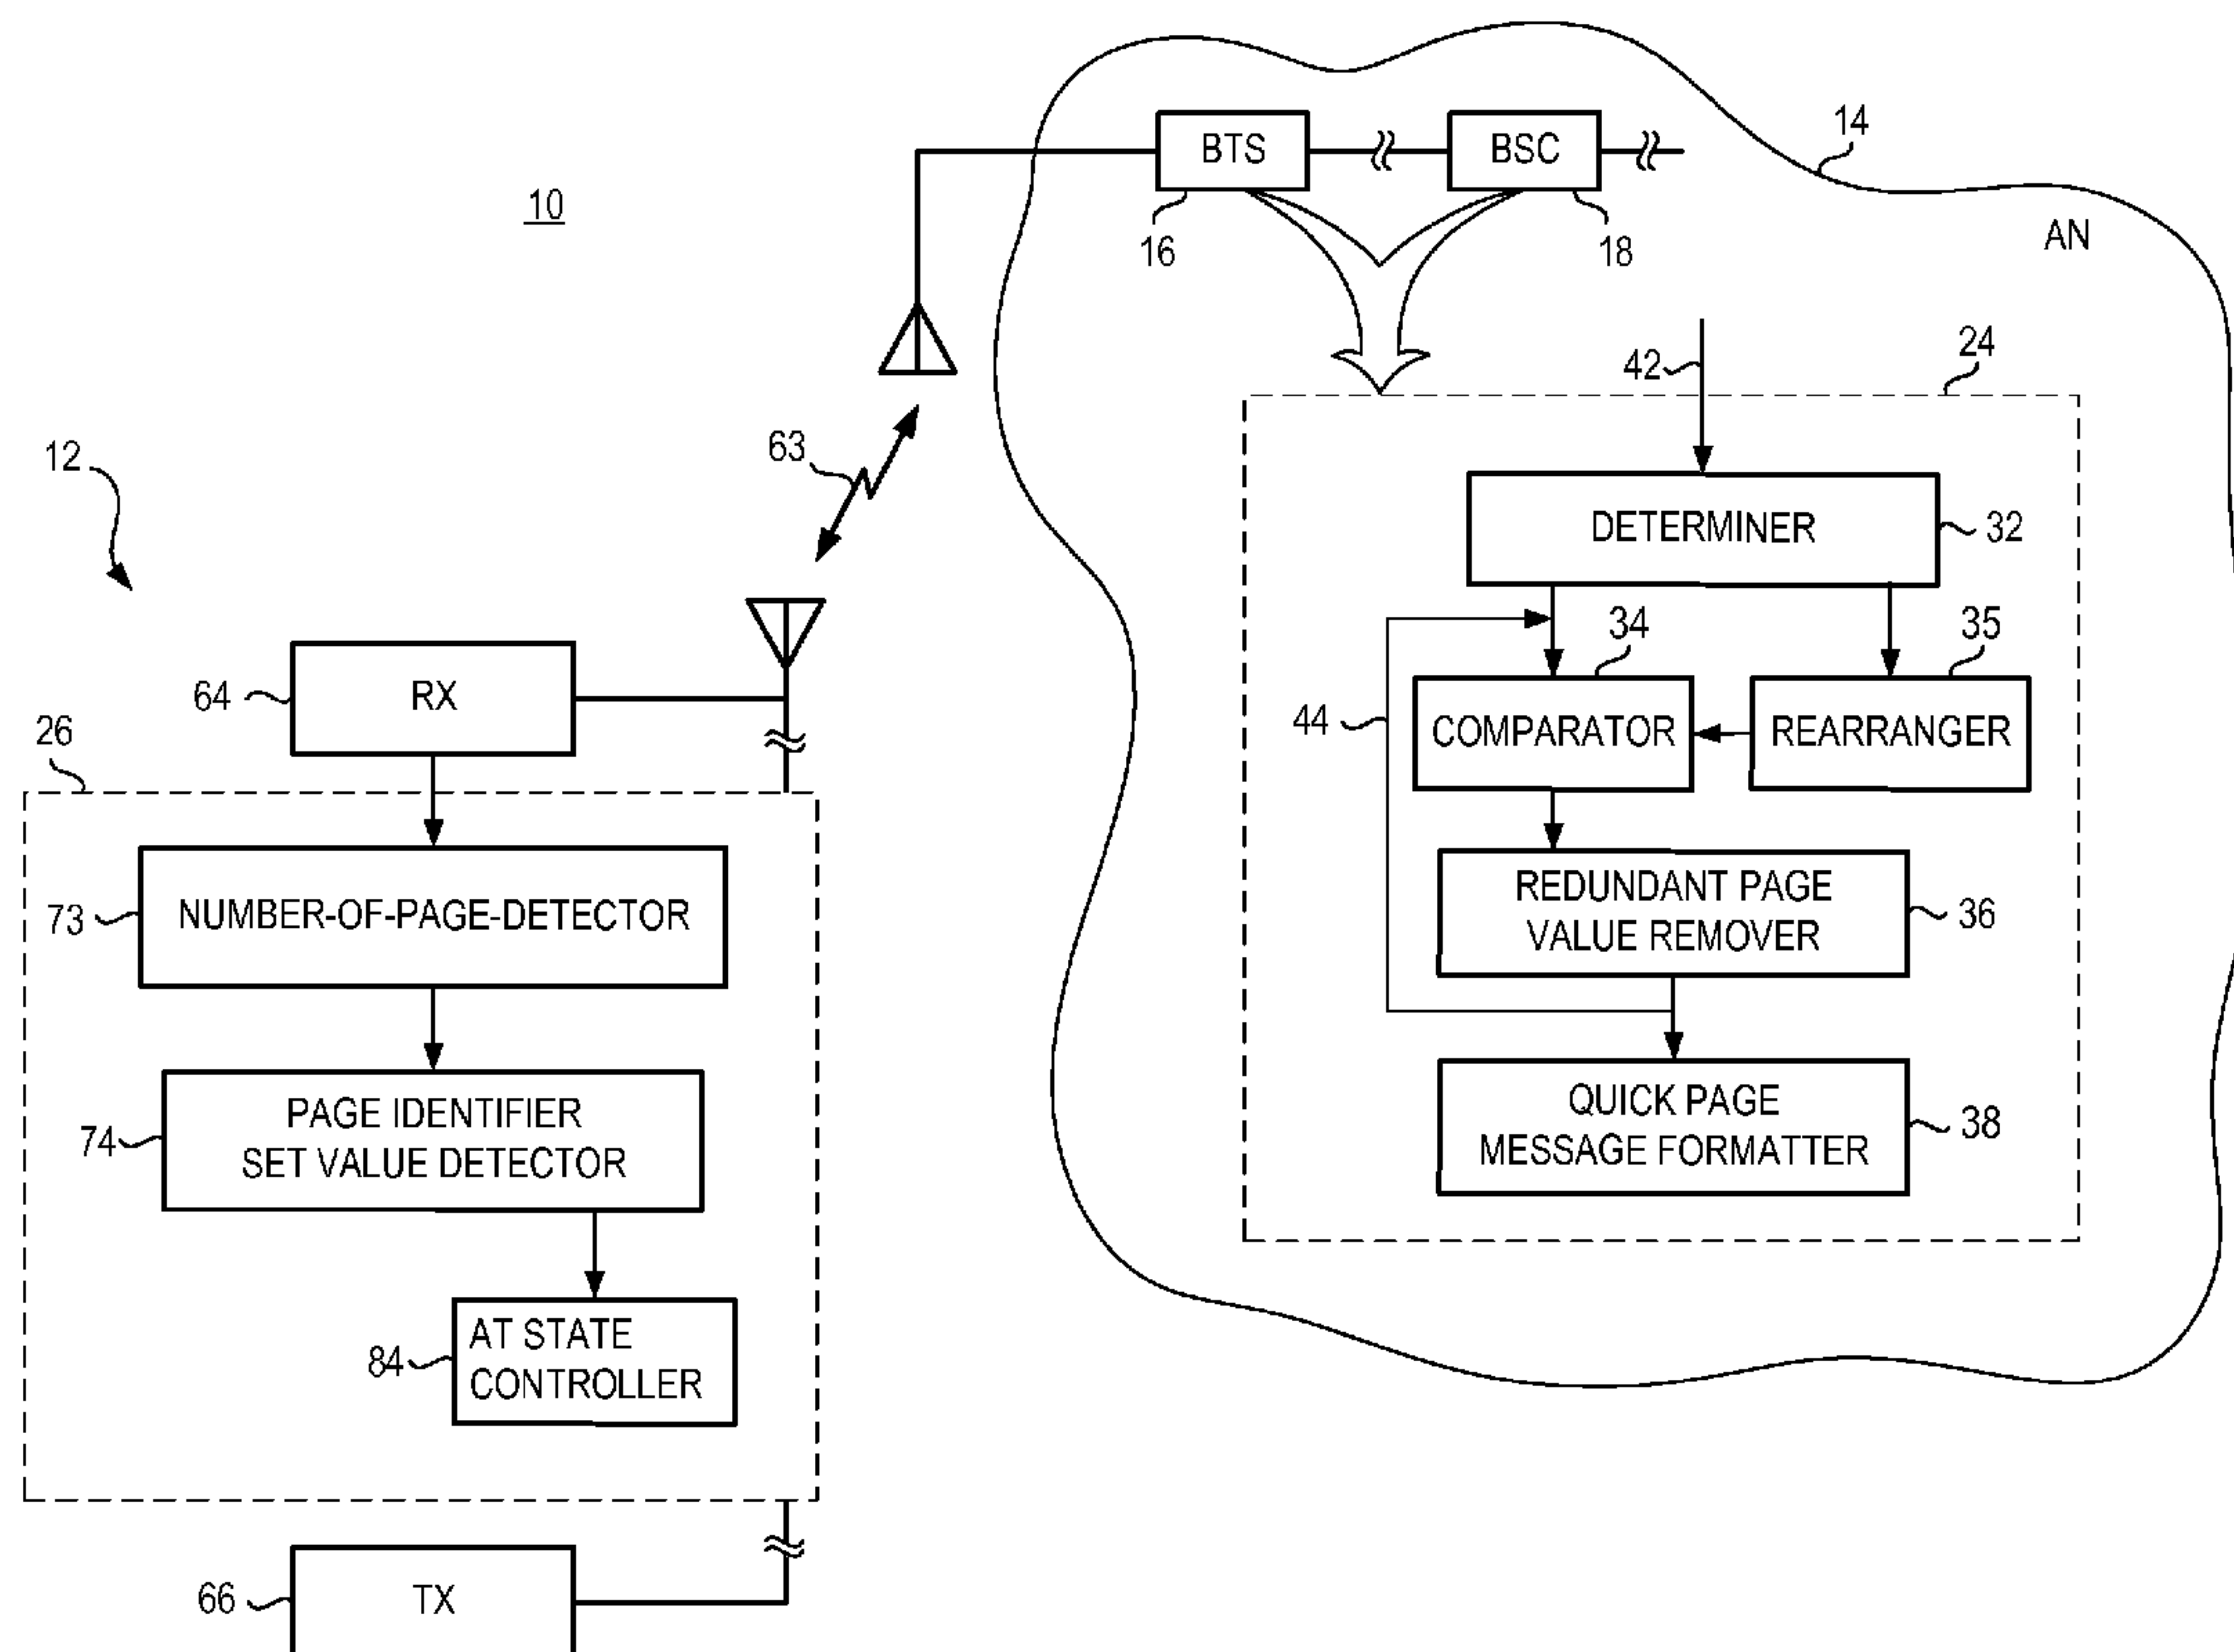 10
BTS
BSC
14
16
18
AN
42
24
12
63
DETERMINER
32
34
35
64
RX
COMPARATOR
REARRANGER
44
26
REDUNDANT PAGE
VALUE REMOVER
36
73
NUMBER-OF-PAGE-DETECTOR
QUICK PAGE
MESSAGE FORMATTER
38
74
PAGE IDENTIFIER
SET VALUE DETECTOR
84
AT STATE
CONTROLLER
66
TX